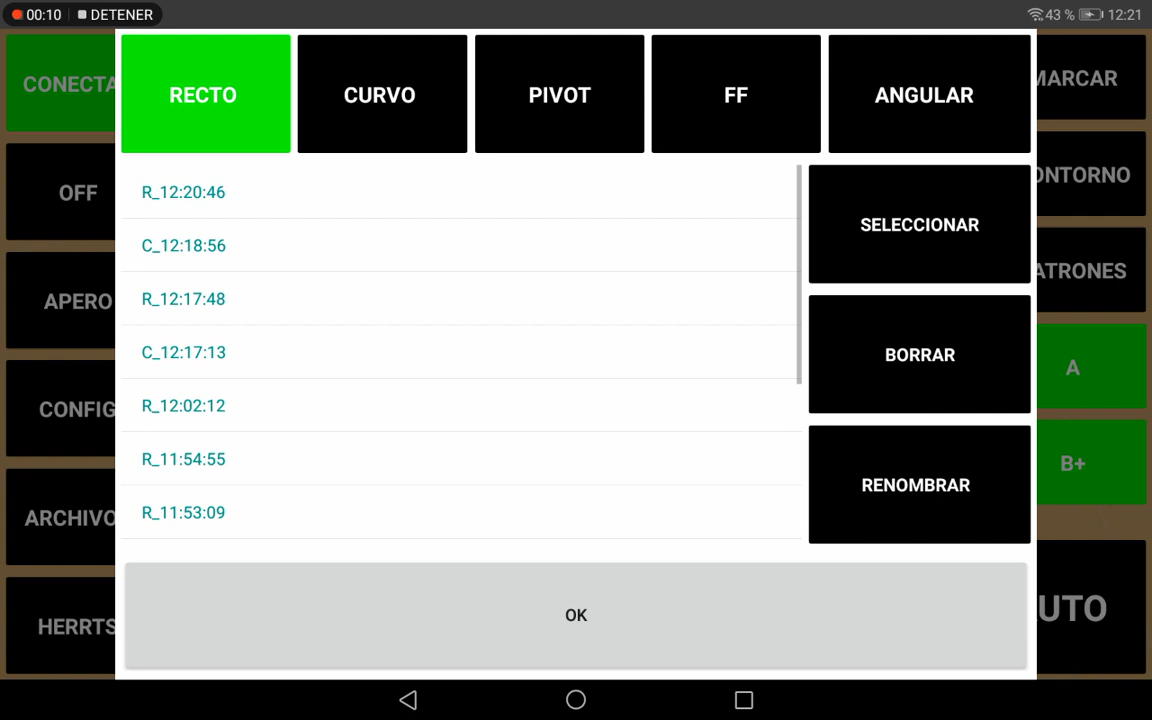 00:10 DETENER 43 % 12:21
RECTO CURVO PIVOT FF ANGULAR
R_12:20:46
C_12:18:56
R_12:17:48
C_12:17:13
R_12:02:12
R_11:54:55
R_11:53:09
SELECCIONAR
BORRAR
RENOMBRAR
OK
CONECTA
OFF
APERO
CONFIG
ARCHIVO
HERRTS
MARCAR
ONTORNO
ATRONES
A
B+
UTO